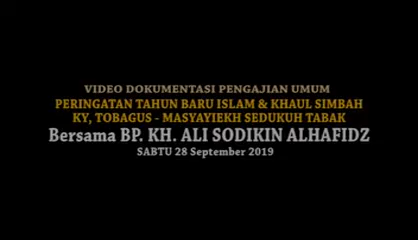 VIDEO DOKUMENTASI PENGAJIAN UMUM
PERINGATAN TAHUN BARU ISLAM & KHAUL SIMBAH
KY, TOBAGUS - MASYAYIEKH SEDUKUH TABAK
Bersama BP. KH. ALI SODIKIN ALHAFIDZ
SABTU 28 September 2019